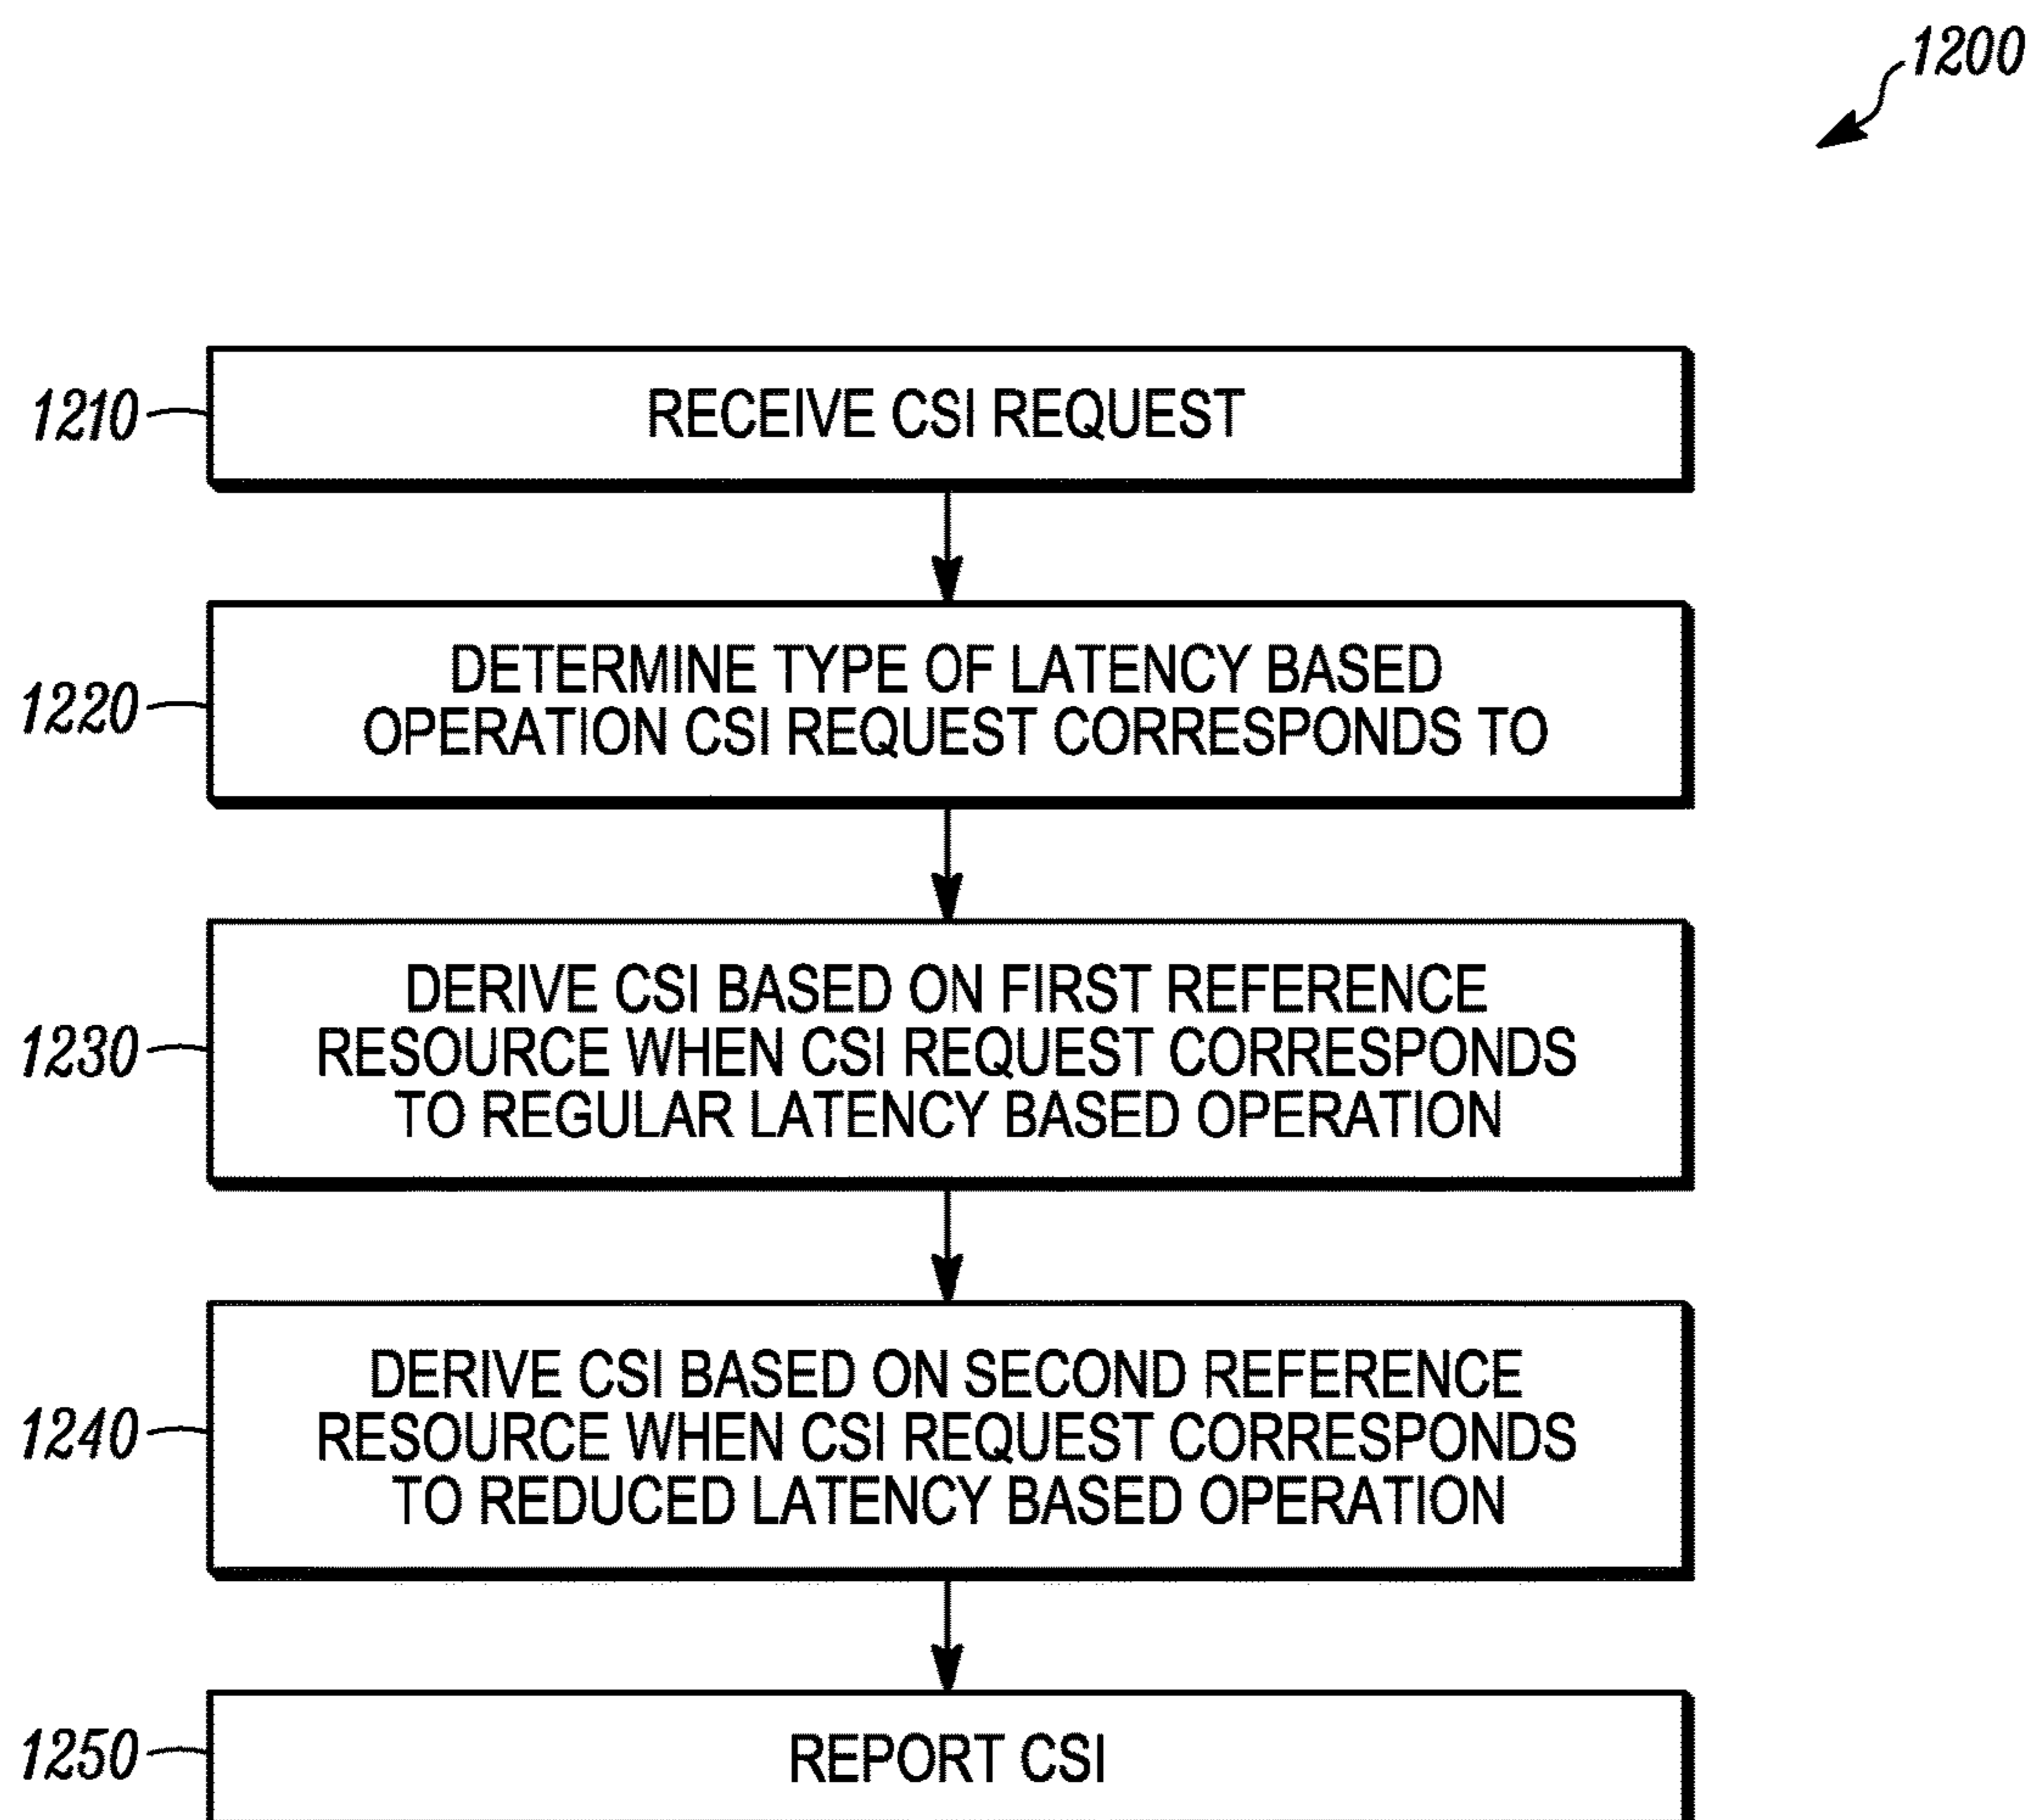 1200
1210
RECEIVE CSI REQUEST
1220
DETERMINE TYPE OF LATENCY BASED
OPERATION CSI REQUEST CORRESPONDS TO
1230
DERIVE CSI BASED ON FIRST REFERENCE
RESOURCE WHEN CSI REQUEST CORRESPONDS
TO REGULAR LATENCY BASED OPERATION
1240
DERIVE CSI BASED ON SECOND REFERENCE
RESOURCE WHEN CSI REQUEST CORRESPONDS
TO REDUCED LATENCY BASED OPERATION
1250
REPORT CSI